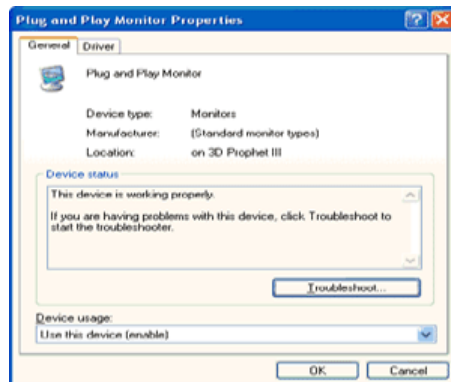 Plug and Play Monitor Properties
General Driver
Plug and Play Monitor
Device type: Monitors
Manufacturer: (Standard monitor types)
Location: on 3D Prophet III
Device status
This device is working properly.
If you are having problems with this device, click Troubleshoot to
start the troubleshooter.
Troubleshoot...
Device usage:
Use this device (enable)
OK Cancel